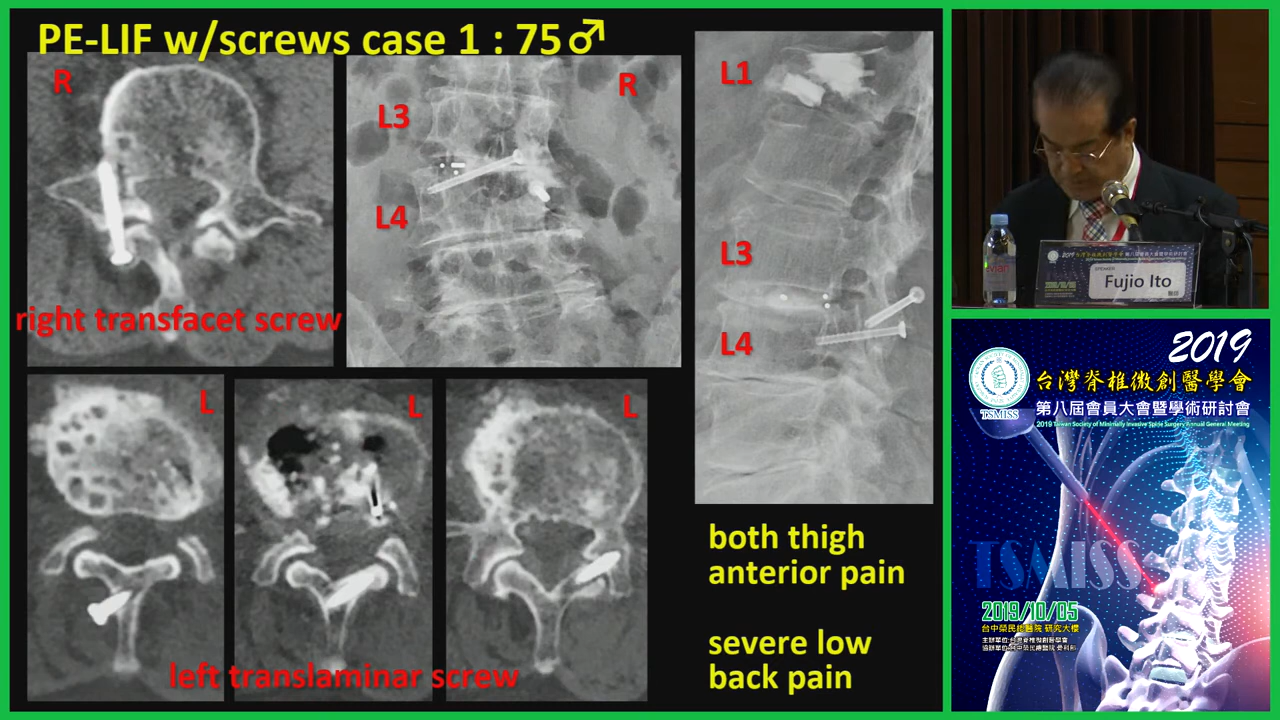 PE-LIF w/screws case 1 : 75♂
R
right transfacet screw
L3
R
L4
L1
L3
L4
L
L
L
left translaminar screw
both thigh
anterior pain
severe low
back pain
SPEAKER
Fujio Ito
醫師
2019
TSMISS
台灣脊椎微創醫學會
第八屆會員大會暨學術研討會
2019 Taiwan Society of Minimally Invasive Spine Surgery Annual General Meeting
TSMISS
2019/10/05
台中榮民總醫院 研究大樓